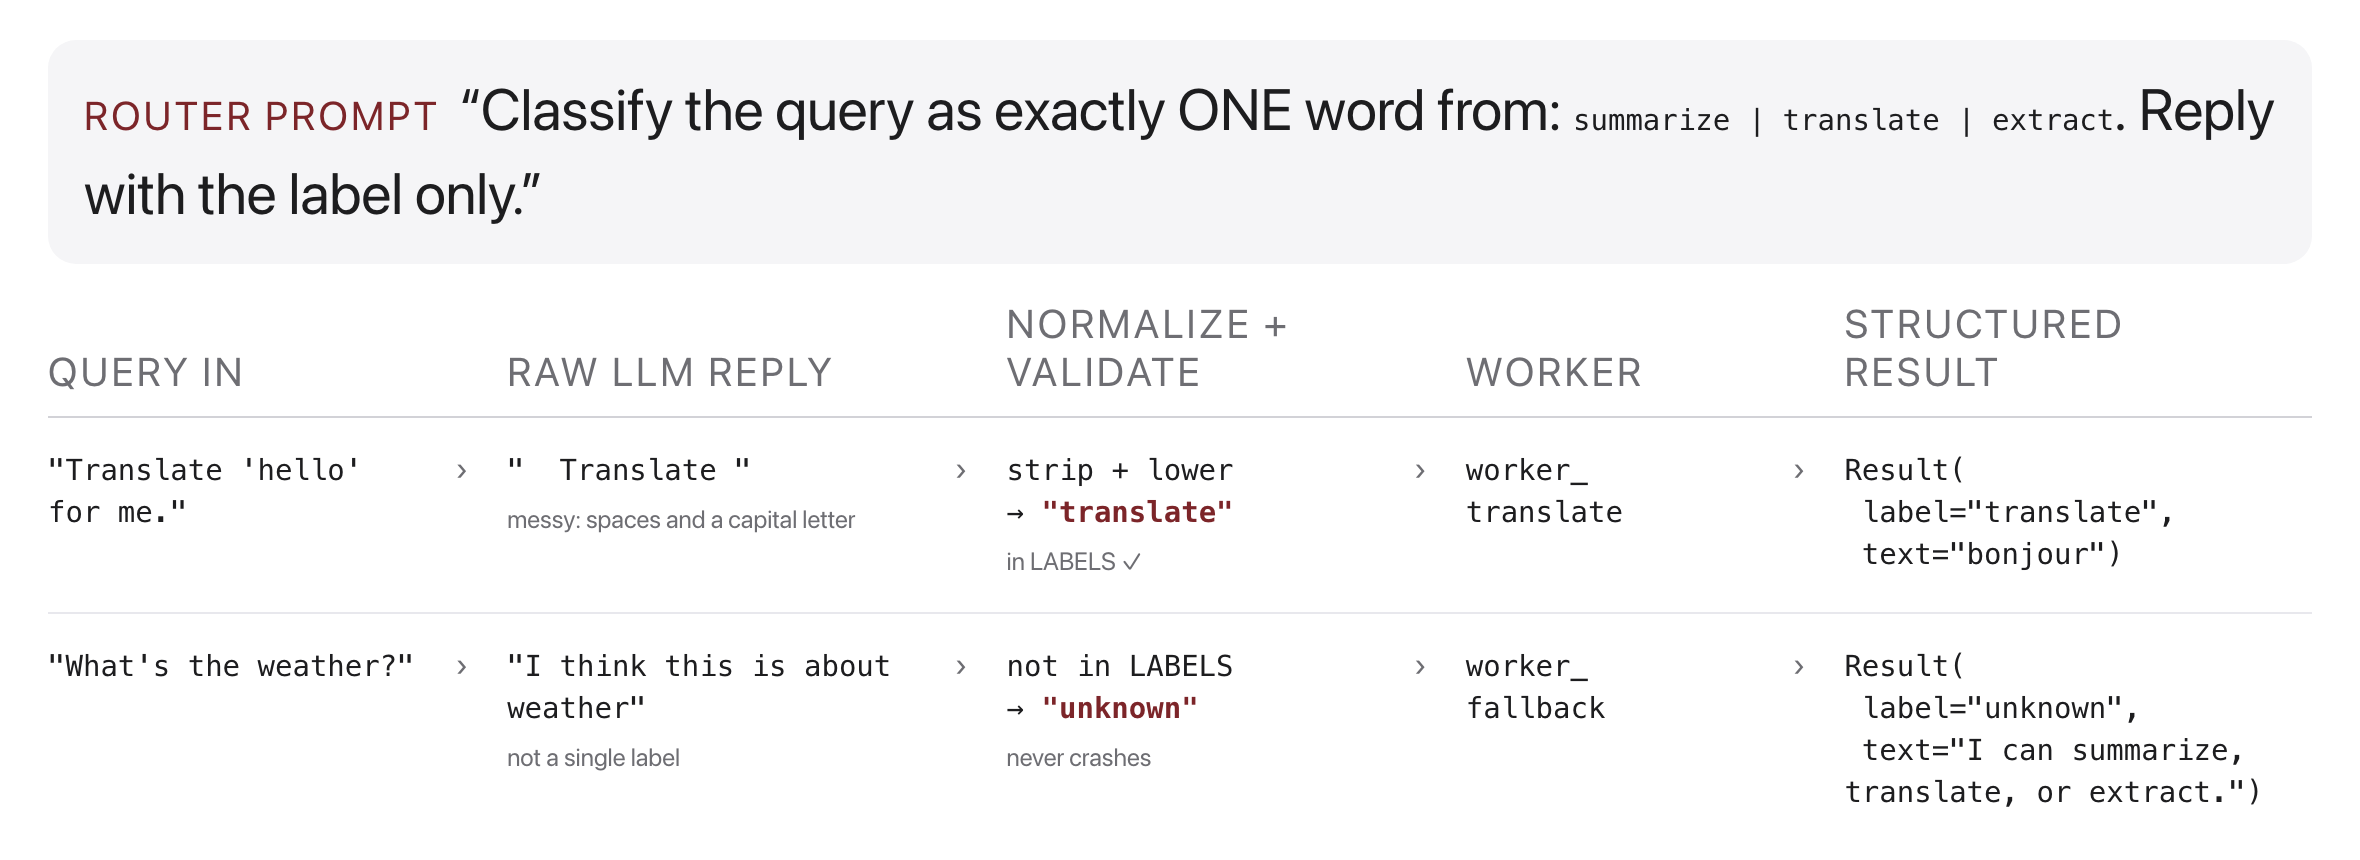 ROUTER PROMPT “Classify the query as exactly ONE word from: summarize | translate | extract. Reply
with the label only.”
QUERY IN
RAW LLM REPLY
NORMALIZE +
VALIDATE
WORKER
STRUCTURED
RESULT
"Translate 'hello'
for me."
›
"  Translate "
messy: spaces and a capital letter
›
strip + lower
→ "translate"
in LABELS ✓
›
worker_
translate
›
Result(
label="translate",
text="bonjour")
"What's the weather?"
›
"I think this is about
weather"
not a single label
›
not in LABELS
→ "unknown"
never crashes
›
worker_
fallback
›
Result(
label="unknown",
text="I can summarize,
translate, or extract.")